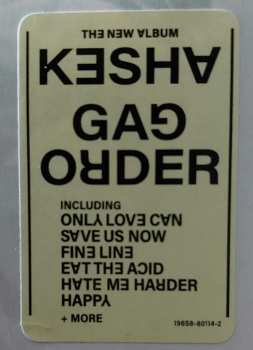 THE NEW ALBUM
KESHA
GAG
ORDER
INCLUDING
ONLY LOVE CAN
SAVE US NOW
FINE LINE
EAT THE ACID
HATE ME HARDER
HAPPY
+ MORE
19658-80114-2